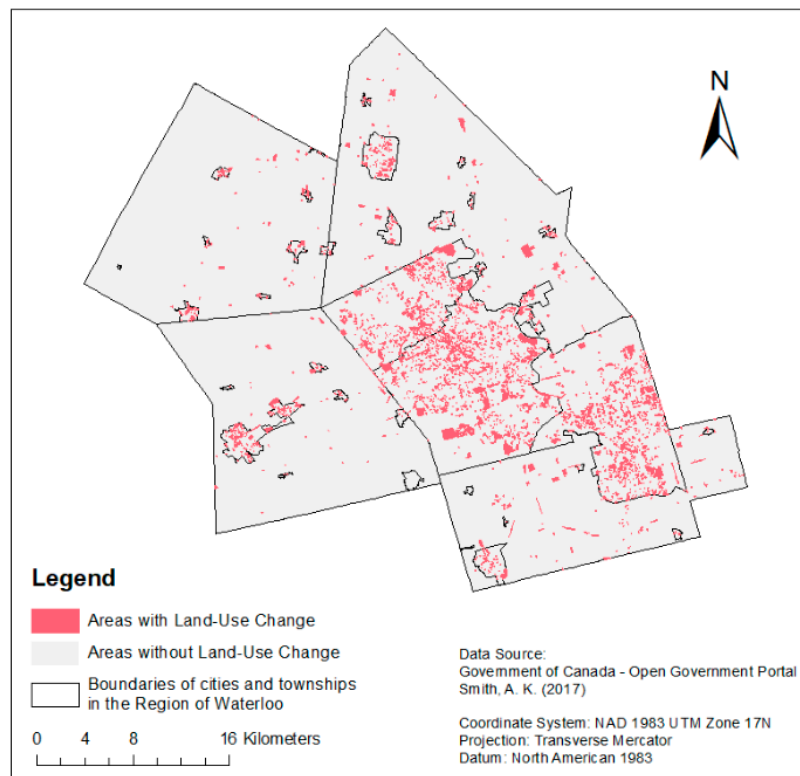 N
Legend
Areas with Land-Use Change
Areas without Land-Use Change
Boundaries of cities and townships
in the Region of Waterloo
0 4 8 16 Kilometers
Data Source:
Government of Canada - Open Government Portal
Smith, A. K. (2017)
Coordinate System: NAD 1983 UTM Zone 17N
Projection: Transverse Mercator
Datum: North American 1983